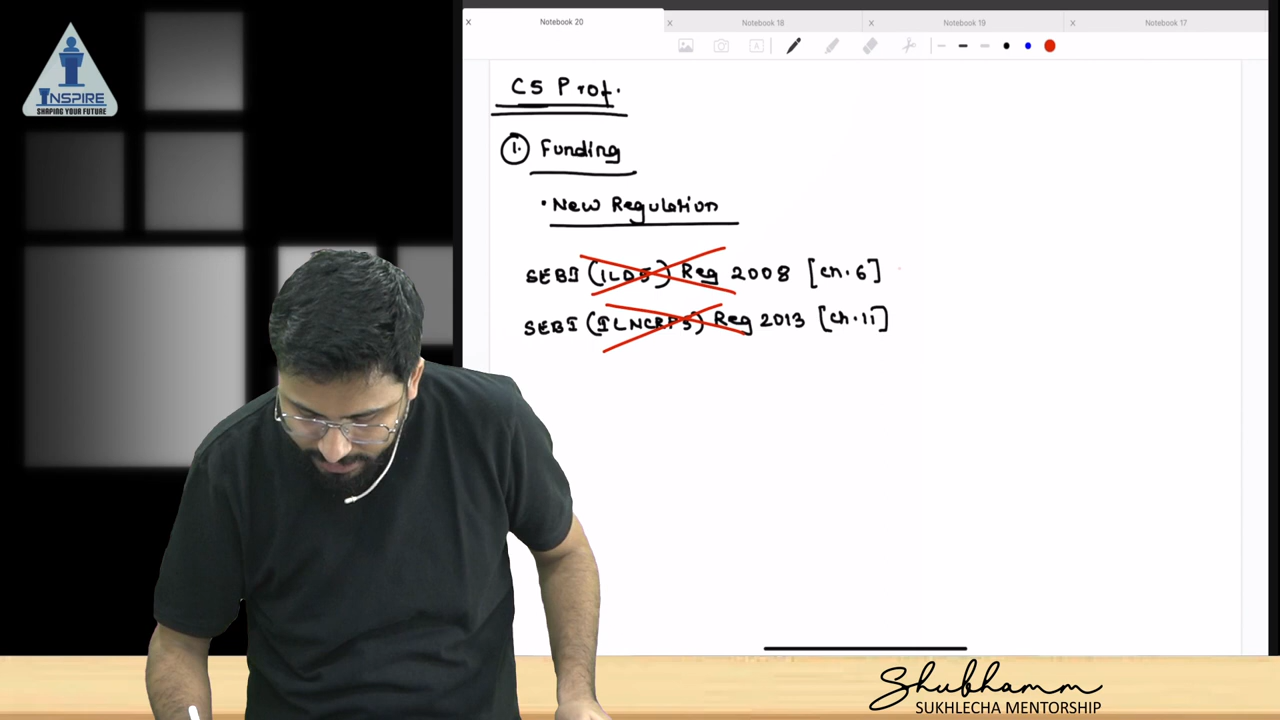 Notebook 20
Notebook 18
Notebook 19
Notebook 17
CS Prof.
1. Funding
• New Regulation
SEBI (ILDS) Reg 2008 [ch. 6]
SEBI (ILNCRPS) Reg 2013 [ch. 11]
INSPIRE
SHAPING YOUR FUTURE
Shubhamm
SUKHLECHA MENTORSHIP